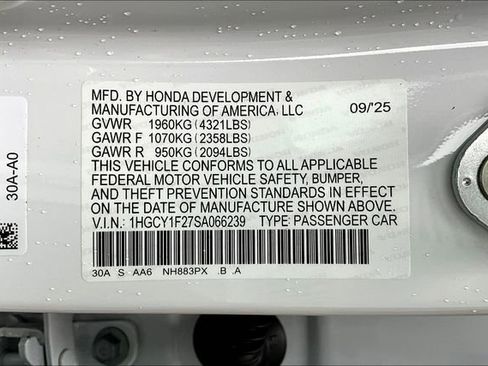 MFD. BY HONDA DEVELOPMENT &
MANUFACTURING OF AMERICA, LLC 09/'25
GVWR 1960KG (4321LBS)
GAWR F 1070KG (2358LBS)
GAWR R 950KG (2094LBS)
THIS VEHICLE CONFORMS TO ALL APPLICABLE
FEDERAL MOTOR VEHICLE SAFETY, BUMPER,
AND THEFT PREVENTION STANDARDS IN EFFECT
ON THE DATE OF MANUFACTURE SHOWN ABOVE.
V.I.N.: 1HGCY1F27SA066239 TYPE: PASSENGER CAR
30A S AA6 NH883PX .B .A
30A-A0